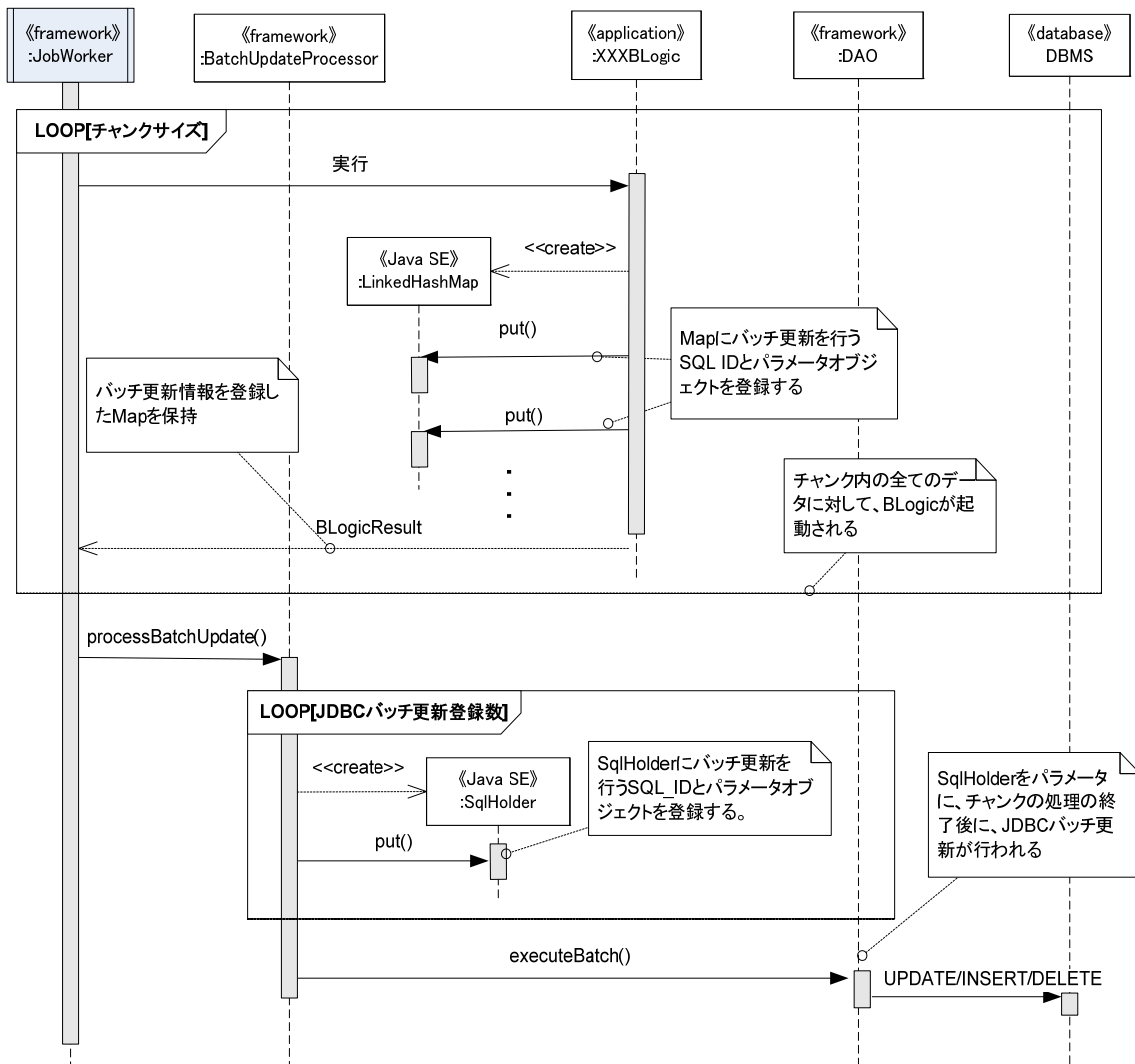 《framework》
:JobWorker
《framework》
:BatchUpdateProcessor
《application》
:XXXBLogic
《framework》
:DAO
《database》
DBMS
LOOP[チャンクサイズ]
実行
<<create>>
《Java SE》
:LinkedHashMap
put()
Mapにバッチ更新を行う
SQL IDとパラメータオブジ
ェクトを登録する
バッチ更新情報を登録し
たMapを保持
put()
チャンク内の全てのデー
タに対して、BLogicが起
動される
BLogicResult
processBatchUpdate()
LOOP[JDBCバッチ更新登録数]
<<create>>
《Java SE》
:SqlHolder
SqlHolderにバッチ更新を
行うSQL_IDとパラメータオブ
ジェクトを登録する。
put()
SqlHolderをパラメータ
に、チャンクの処理の終
了後に、JDBCバッチ更
新が行われる
executeBatch()
UPDATE/INSERT/DELETE